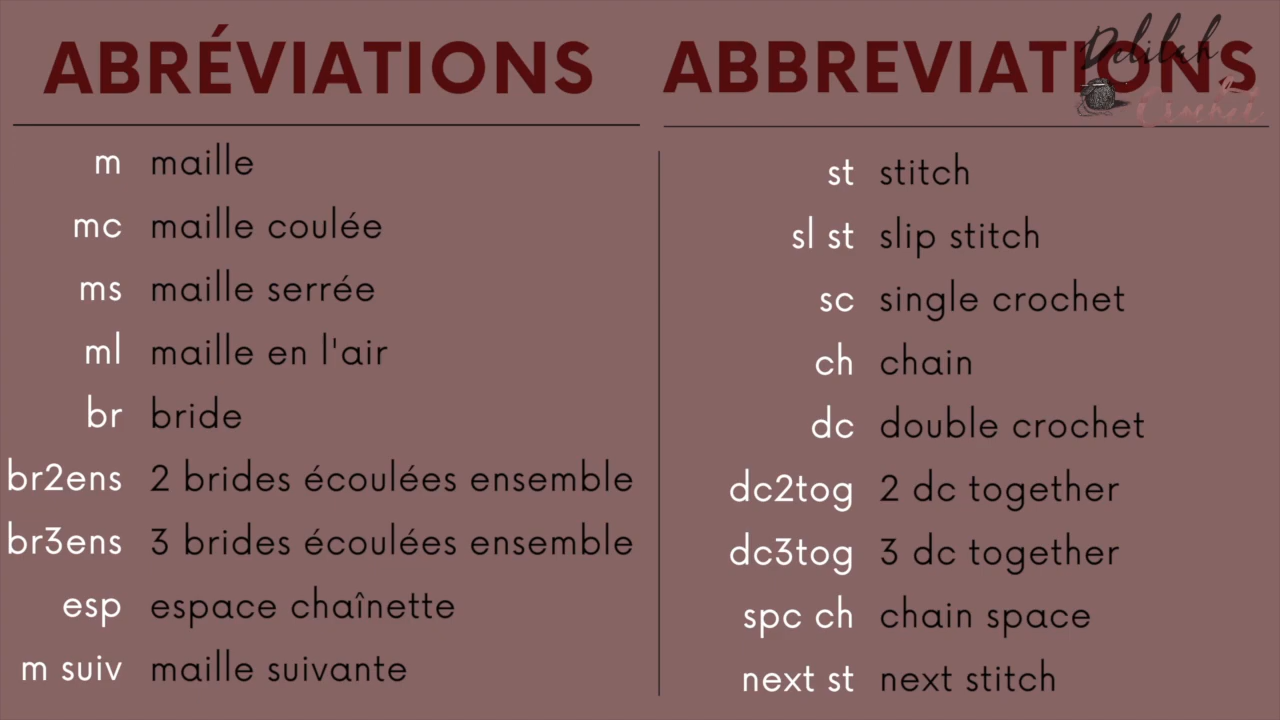 ABRÉVIATIONS
m maille
mc maille coulée
ms maille serrée
ml maille en l'air
br bride
br2ens 2 brides écoulées ensemble
br3ens 3 brides écoulées ensemble
esp espace chaînette
m suiv maille suivante
ABBREVIATIONS
Delilah
Crochet
st stitch
sl st slip stitch
sc single crochet
ch chain
dc double crochet
dc2tog 2 dc together
dc3tog 3 dc together
spc ch chain space
next st next stitch